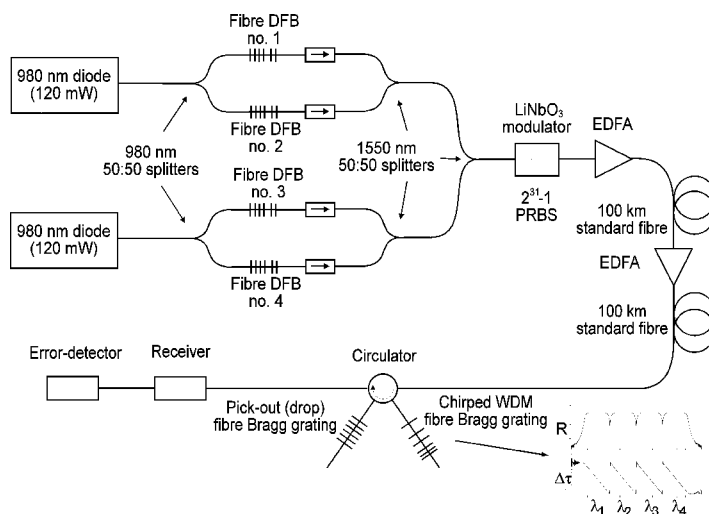 Fibre DFB
no. 1
980 nm diode
(120 mW)
Fibre DFB
no. 2
980 nm
50:50 splitters
1550 nm
50:50 splitters
Fibre DFB
no. 3
980 nm diode
(120 mW)
Fibre DFB
no. 4
LiNbO₃
modulator
2³¹-1
PRBS
EDFA
100 km
standard fibre
EDFA
100 km
standard fibre
Error-detector
Receiver
Circulator
Pick-out (drop)
fibre Bragg grating
Chirped WDM
fibre Bragg grating
R
Δτ
λ₁ λ₂ λ₃ λ₄